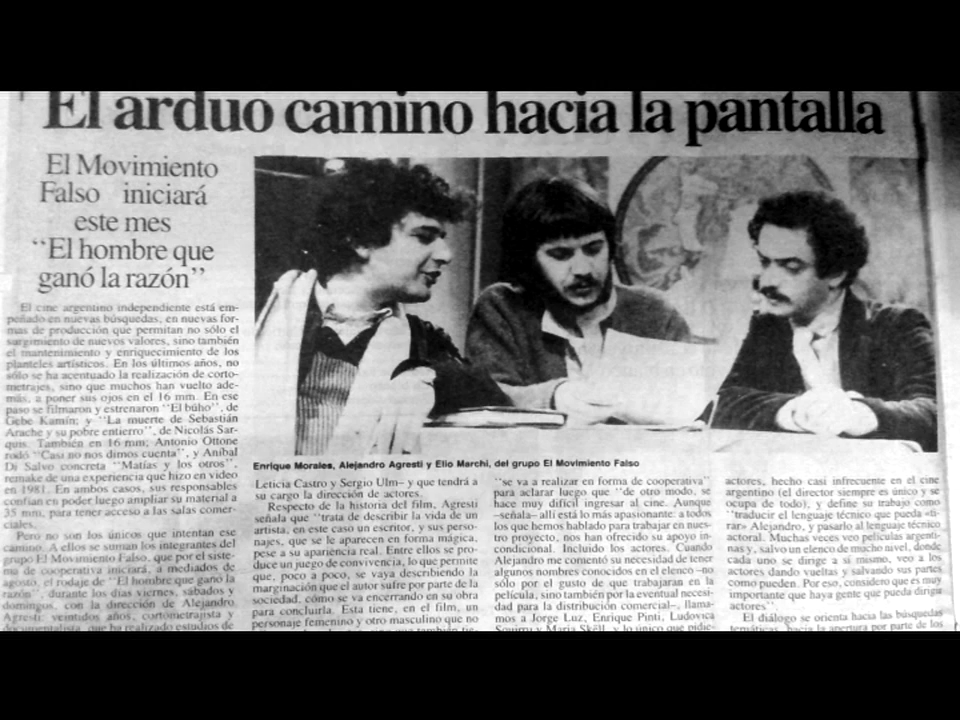 El arduo camino hacia la pantalla
El Movimiento
Falso iniciará
este mes
"El hombre que
ganó la razón"
El cine argentino independiente está em-
peñado en nuevas búsquedas, en nuevas for-
mas de producción que permitan no sólo el
surgimiento de nuevos valores, sino también
el mantenimiento y enriquecimiento de los
planteles artísticos. En los últimos años, no
sólo se ha acentuado la realización de corto-
metrajes, sino que muchos han vuelto ade-
más, a poner sus ojos en el 16 mm. En ese
paso se filmaron y estrenaron "El búho", de
Bebe Kamín; y "La muerte de Sebastián
Arache y su pobre entierro", de Nicolás Sar-
quís. También en 16 mm; Antonio Ottone
rodó "Casi no nos dimos cuenta", y Aníbal
Di Salvo concreta "Matías y los otros",
remake de una experiencia que hizo en video
en 1981. En ambos casos, sus responsables
confían en poder luego ampliar su material a
35 mm, para tener acceso a las salas comer-
ciales.
Pero no son los únicos que intentan ese
camino. A ellos se suman los integrantes del
grupo El Movimiento Falso, que por el siste-
ma de cooperativa iniciará, a mediados de
agosto, el rodaje de "El hombre que ganó la
razón", durante los días viernes, sábados y
domingos, con la dirección de Alejandro
Agresti, veintidós años, cortometrajista y
documentalista, que ha realizado estudios de
Enrique Morales, Alejandro Agresti y Elio Marchi, del grupo El Movimiento Falso
Leticia Castro y Sergio Ulm– y que tendrá a
su cargo la dirección de actores.
Respecto de la historia del film, Agresti
señala que "trata de describir la vida de un
artista, en este caso un escritor, y sus perso-
najes, que se le aparecen en forma mágica,
pese a su apariencia real. Entre ellos se pro-
duce un juego de convivencia, lo que permite
que, poco a poco, se vaya describiendo la
marginación que el autor sufre por parte de la
sociedad, cómo se va encerrando en su obra
para concluirla. Esta tiene, en el film, un
personaje femenino y otro masculino que no
"se va a realizar en forma de cooperativa"
para aclarar luego que "de otro modo, se
hace muy difícil ingresar al cine. Aunque
–señala– allí está lo más apasionante: a todos
los que hemos hablado para trabajar en nues-
tro proyecto, nos han ofrecido su apoyo in-
condicional. Incluido los actores. Cuando
Alejandro me comentó su necesidad de tener
algunos nombres conocidos en el elenco –no
sólo por el gusto de que trabajaran en la
película, sino también por la eventual necesi-
dad para la distribución comercial–, llama-
mos a Jorge Luz, Enrique Pinti, Ludovica
Squirru y María Sköll, y lo único que pidie-
actores, hecho casi infrecuente en el cine
argentino (el director siempre es único y se
ocupa de todo), y define su trabajo como
"traducir el lenguaje técnico que pueda «ti-
rar» Alejandro, y pasarlo al lenguaje técnico
actoral. Muchas veces veo películas argenti-
nas y, salvo un elenco de mucho nivel, donde
cada uno se dirige a sí mismo, veo a los
actores dando vueltas y salvando sus partes
como pueden. Por eso, considero que es muy
importante que haya gente que pueda dirigir
actores".
El diálogo se orienta hacia las búsquedas
temáticas, hacia la apertura por parte de los